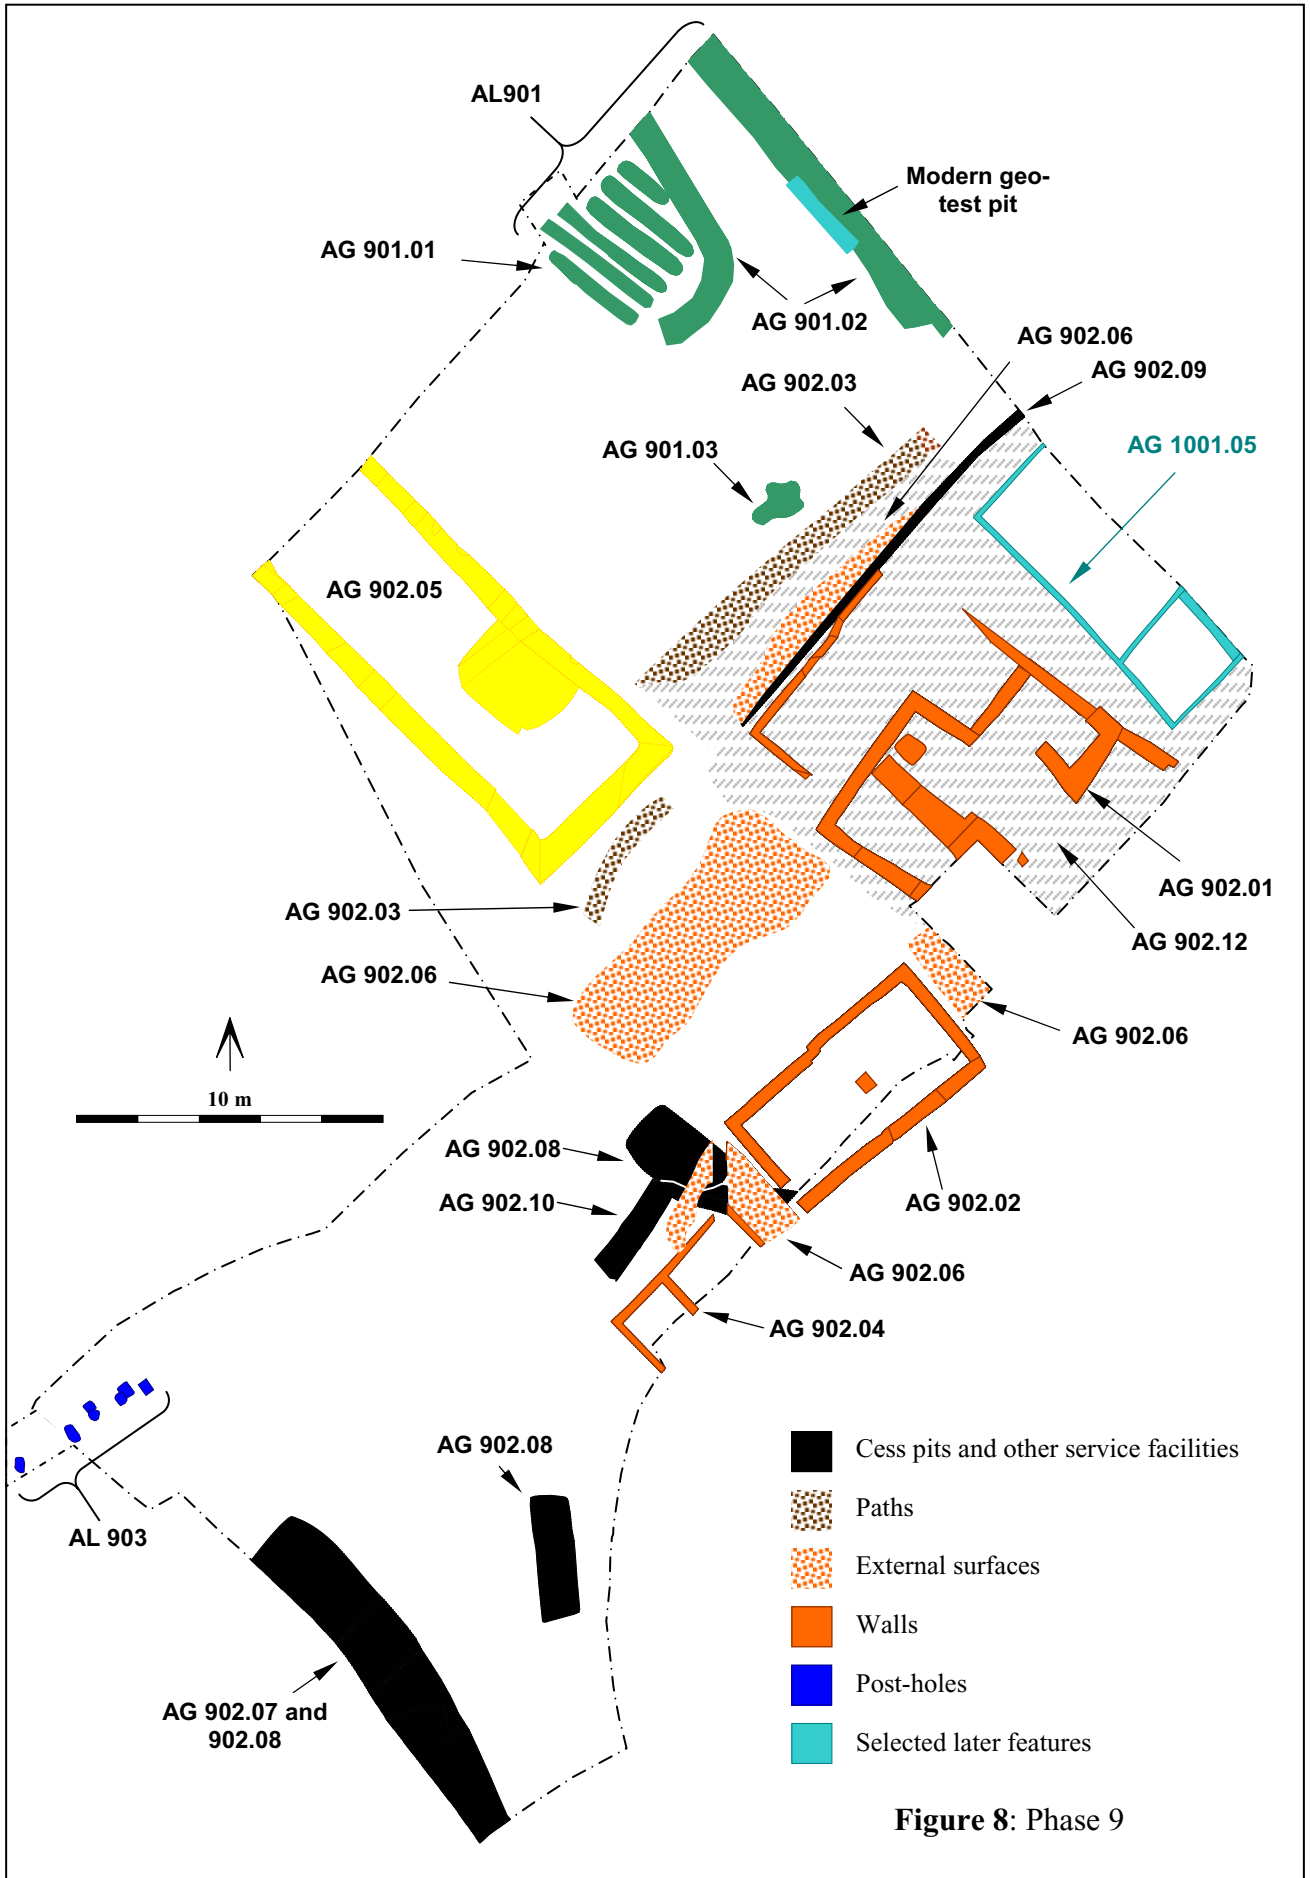 AL901
Modern geo-
test pit
AG 901.01
AG 901.02
AG 902.06
AG 902.09
AG 902.03
AG 1001.05
AG 901.03
AG 902.05
AG 902.01
AG 902.03
AG 902.12
AG 902.06
AG 902.06
10 m
AG 902.08
AG 902.10
AG 902.02
AG 902.06
AG 902.04
AG 902.08
AL 903
AG 902.07 and
902.08
Cess pits and other service facilities
Paths
External surfaces
Walls
Post-holes
Selected later features
Figure 8: Phase 9